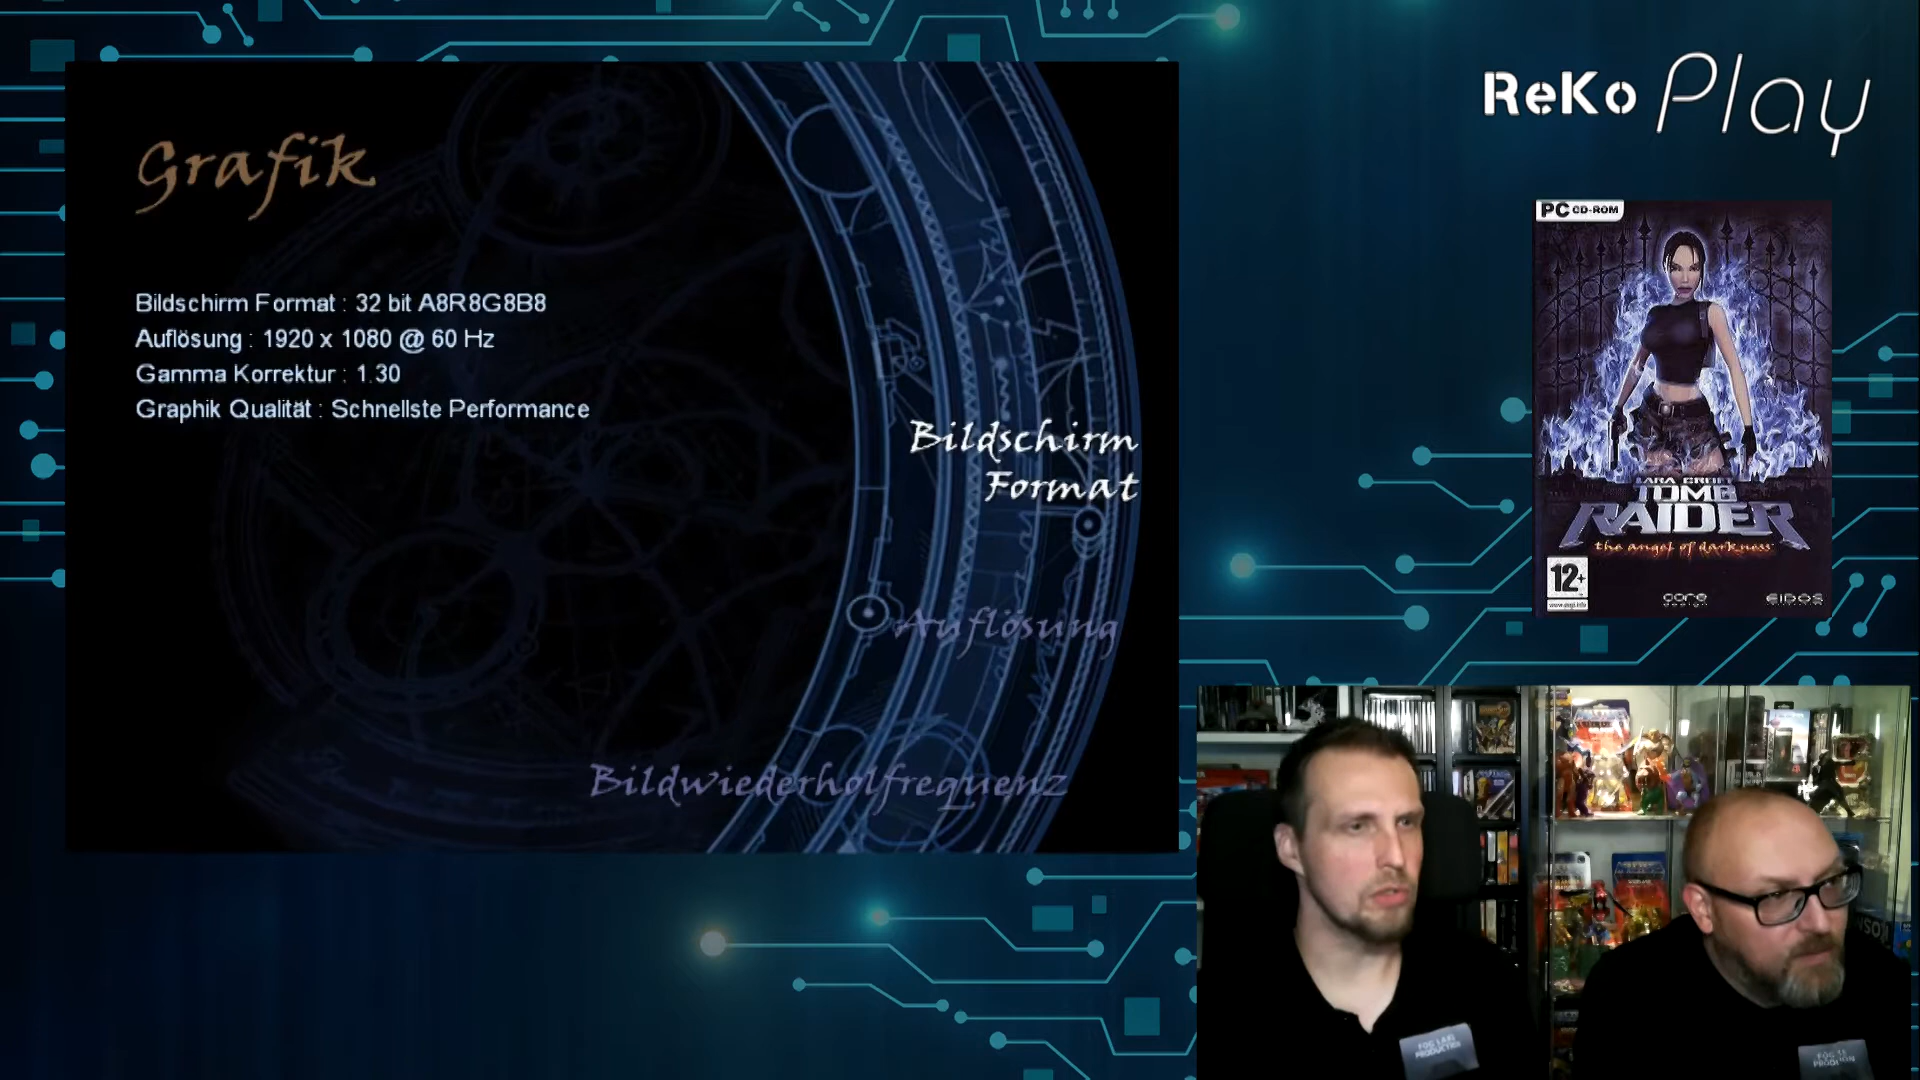 Grafik
Bildschirm Format : 32 bit A8R8G8B8
Auflösung : 1920 x 1080 @ 60 Hz
Gamma Korrektur : 1.30
Graphik Qualität : Schnellste Performance
Bildschirm
Format
Auflösung
Bildwiederholfrequenz
ReKo Play
PC CD-ROM
LARA CROFT
TOMB
RAIDER
the angel of darkness
12+
core
EIDOS